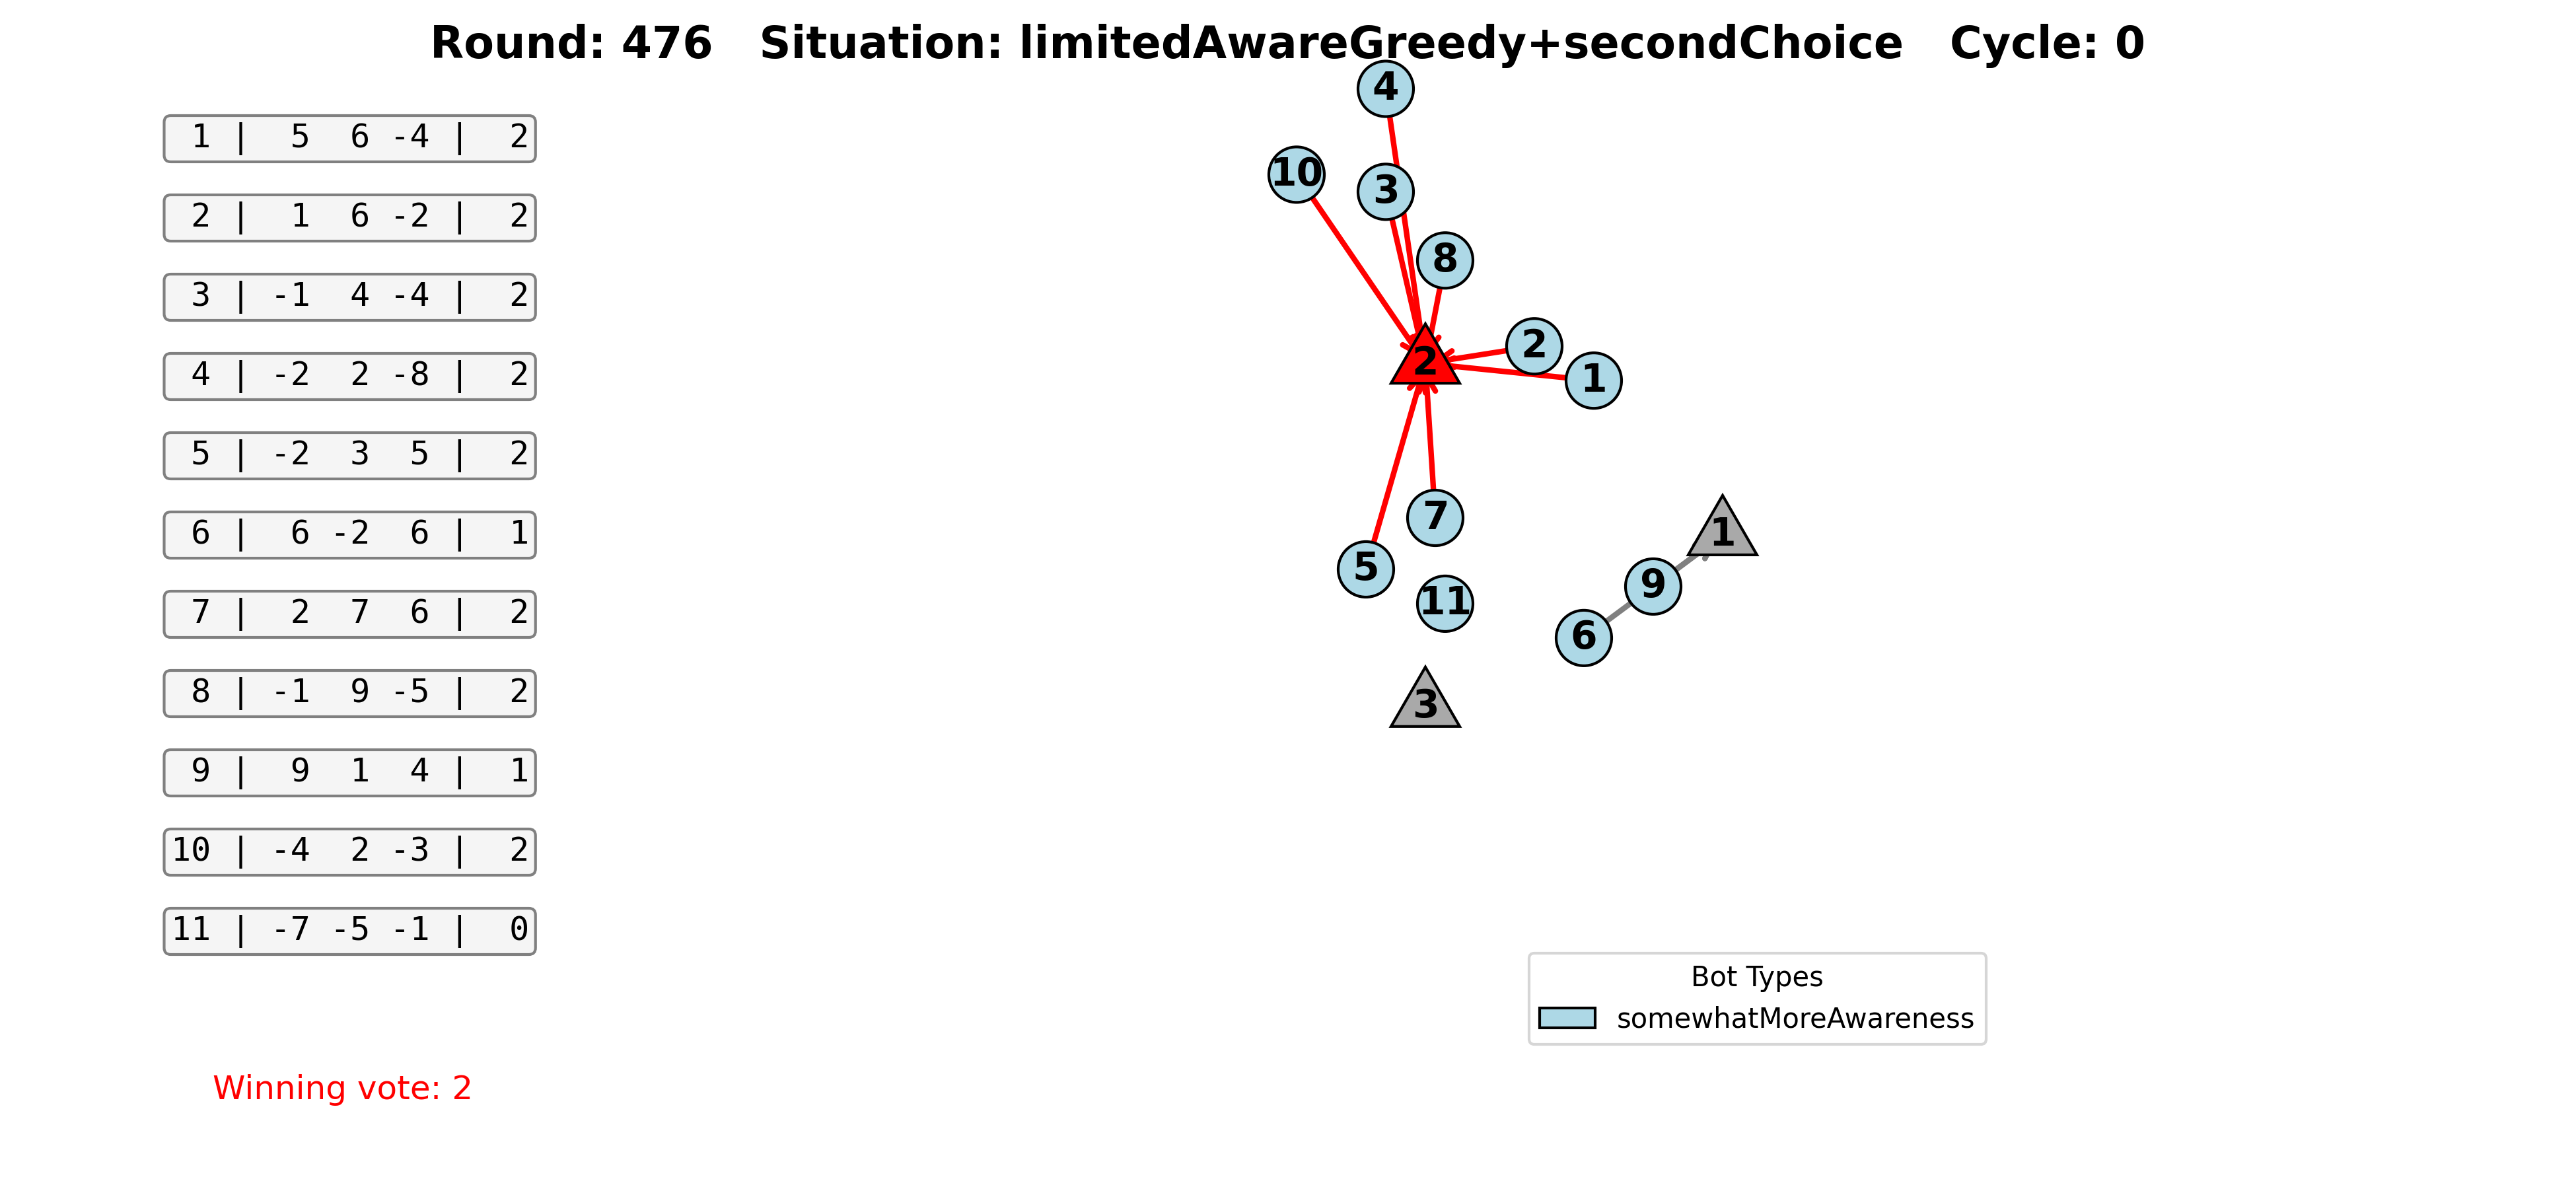 Round: 476   Situation: limitedAwareGreedy+secondChoice   Cycle: 0
1 |  5  6 -4 |  2
2 |  1  6 -2 |  2
3 | -1  4 -4 |  2
4 | -2  2 -8 |  2
5 | -2  3  5 |  2
6 |  6 -2  6 |  1
7 |  2  7  6 |  2
8 | -1  9 -5 |  2
9 |  9  1  4 |  1
10 | -4  2 -3 |  2
11 | -7 -5 -1 |  0
Winning vote: 2
4
10
3
8
2
2
1
7
5
11
1
9
6
3
Bot Types
somewhatMoreAwareness